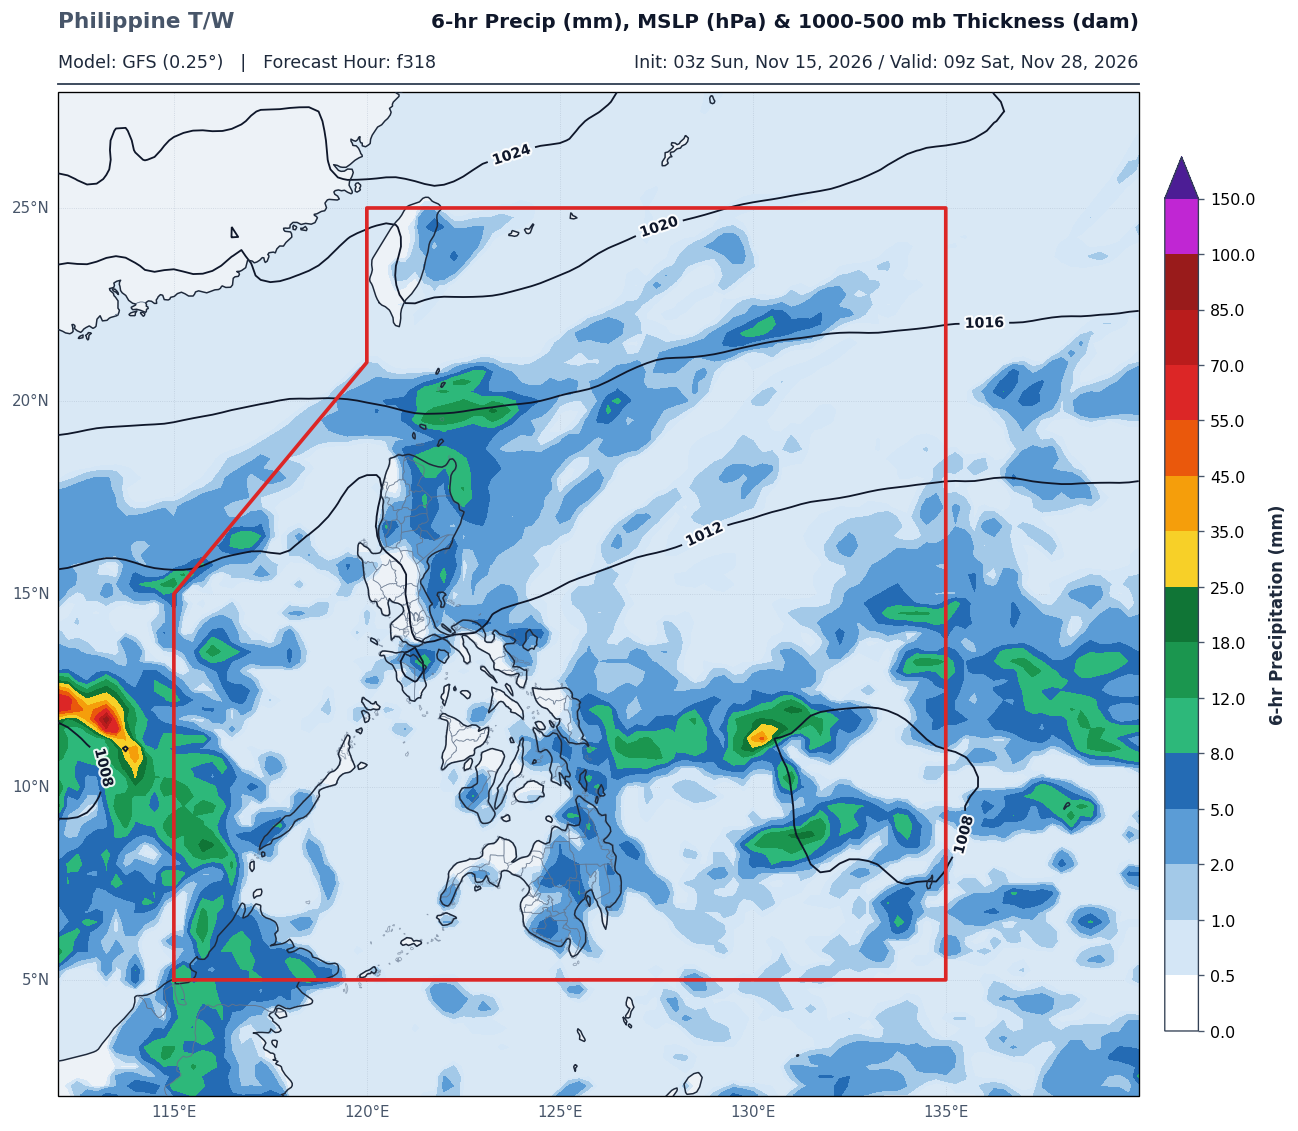 Philippine T/W
6-hr Precip (mm), MSLP (hPa) & 1000-500 mb Thickness (dam)
Model: GFS (0.25°)   |   Forecast Hour: f318
Init: 03z Sun, Nov 15, 2026 / Valid: 09z Sat, Nov 28, 2026
1024
1020
1016
1012
1008
1008
25°N
20°N
15°N
10°N
5°N
115°E
120°E
125°E
130°E
135°E
150.0
100.0
85.0
70.0
55.0
45.0
35.0
25.0
18.0
12.0
8.0
5.0
2.0
1.0
0.5
0.0
6-hr Precipitation (mm)